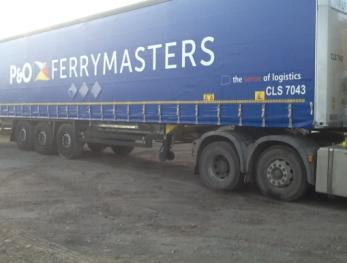 P&O FERRYMASTERS
the sense of logistics
CLS 7043